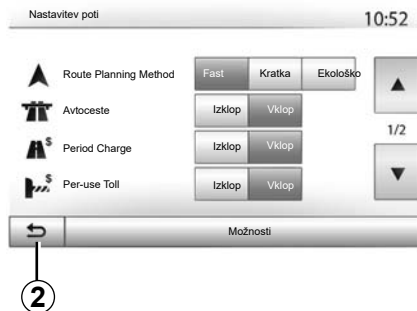 Nastavitev poti 10:52
Route Planning Method Fast Kratka Ekološko
Avtoceste Izklop Vklop
1/2
Period Charge Izklop Vklop
Per-use Toll Izklop Vklop
Možnosti
2